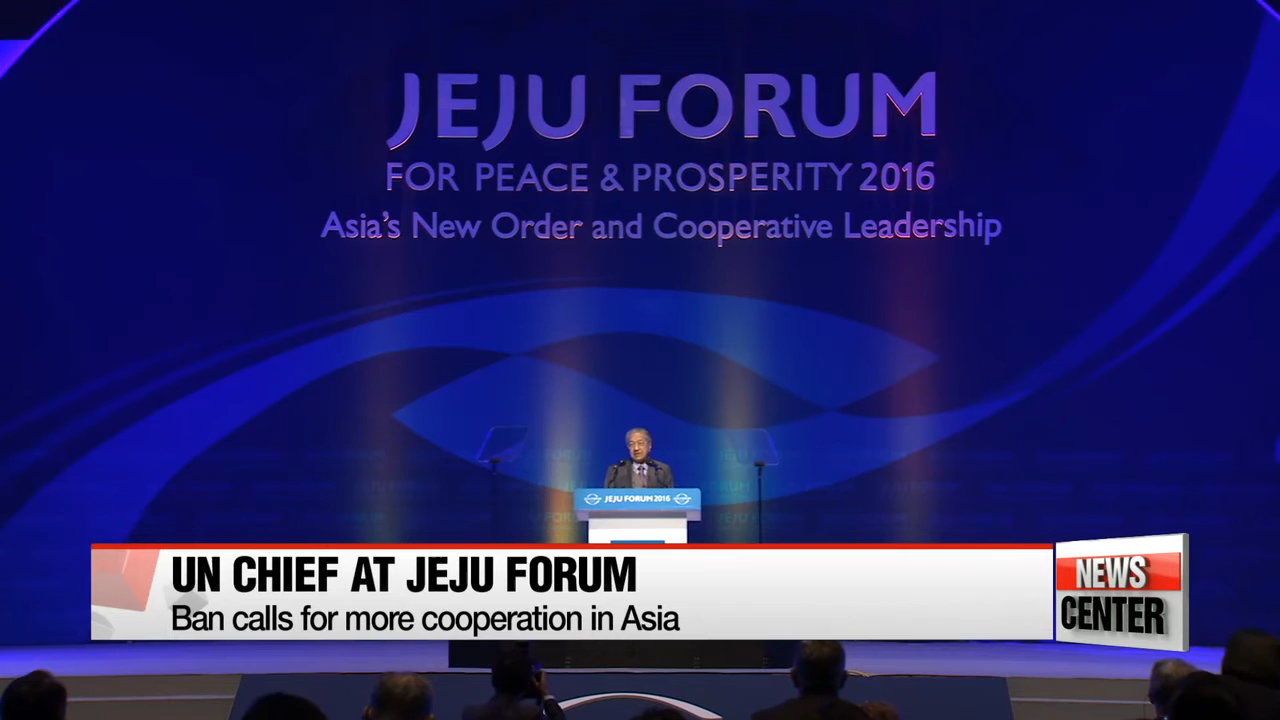 JEJU FORUM
FOR PEACE & PROSPERITY 2016
Asia's New Order and Cooperative Leadership
JEJU FORUM 2016
UN CHIEF AT JEJU FORUM
Ban calls for more cooperation in Asia
NEWS
CENTER